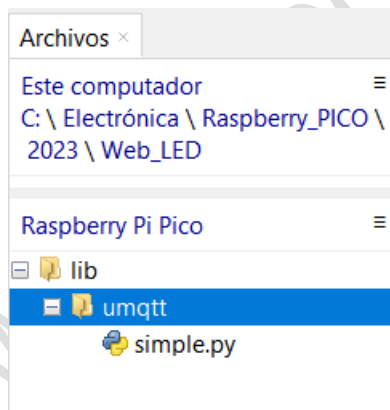 Archivos
Este computador
C: \ Electrónica \ Raspberry_PICO \
2023 \ Web_LED
Raspberry Pi Pico
lib
umqtt
simple.py